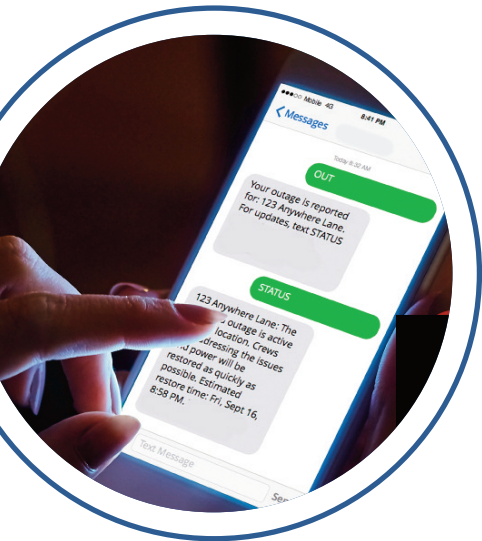 Mobile 4G 8:41 PM
Messages
Today 8:30 AM
OUT
Your outage is reported
for: 123 Anywhere Lane.
For updates, text STATUS
STATUS
123 Anywhere Lane: The
outage is active
location. Crews
dressing the issues
power will be
restored as quickly as
possible. Estimated
restore time: Fri, Sept 16,
8:58 PM.
Text Message